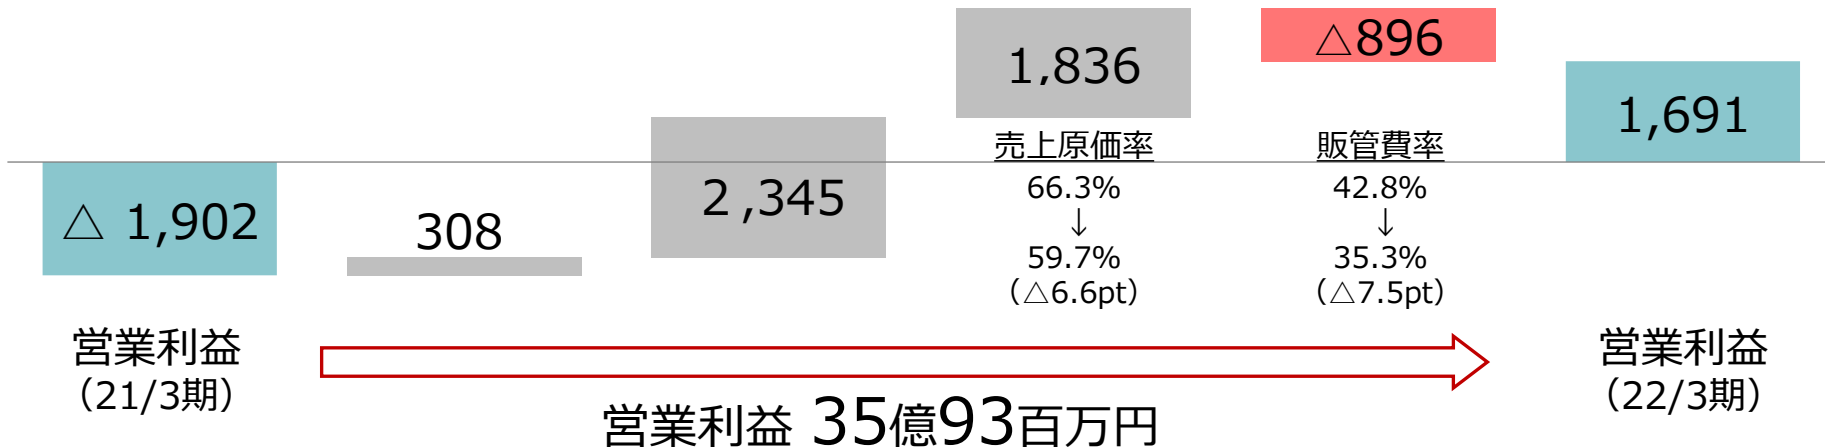 △ 1,902
308
2,345
1,836
△896
1,691
売上原価率
66.3%
↓
59.7%
（△6.6pt）
販管費率
42.8%
↓
35.3%
（△7.5pt）
営業利益
（21/3期）
営業利益 35億93百万円
営業利益
（22/3期）